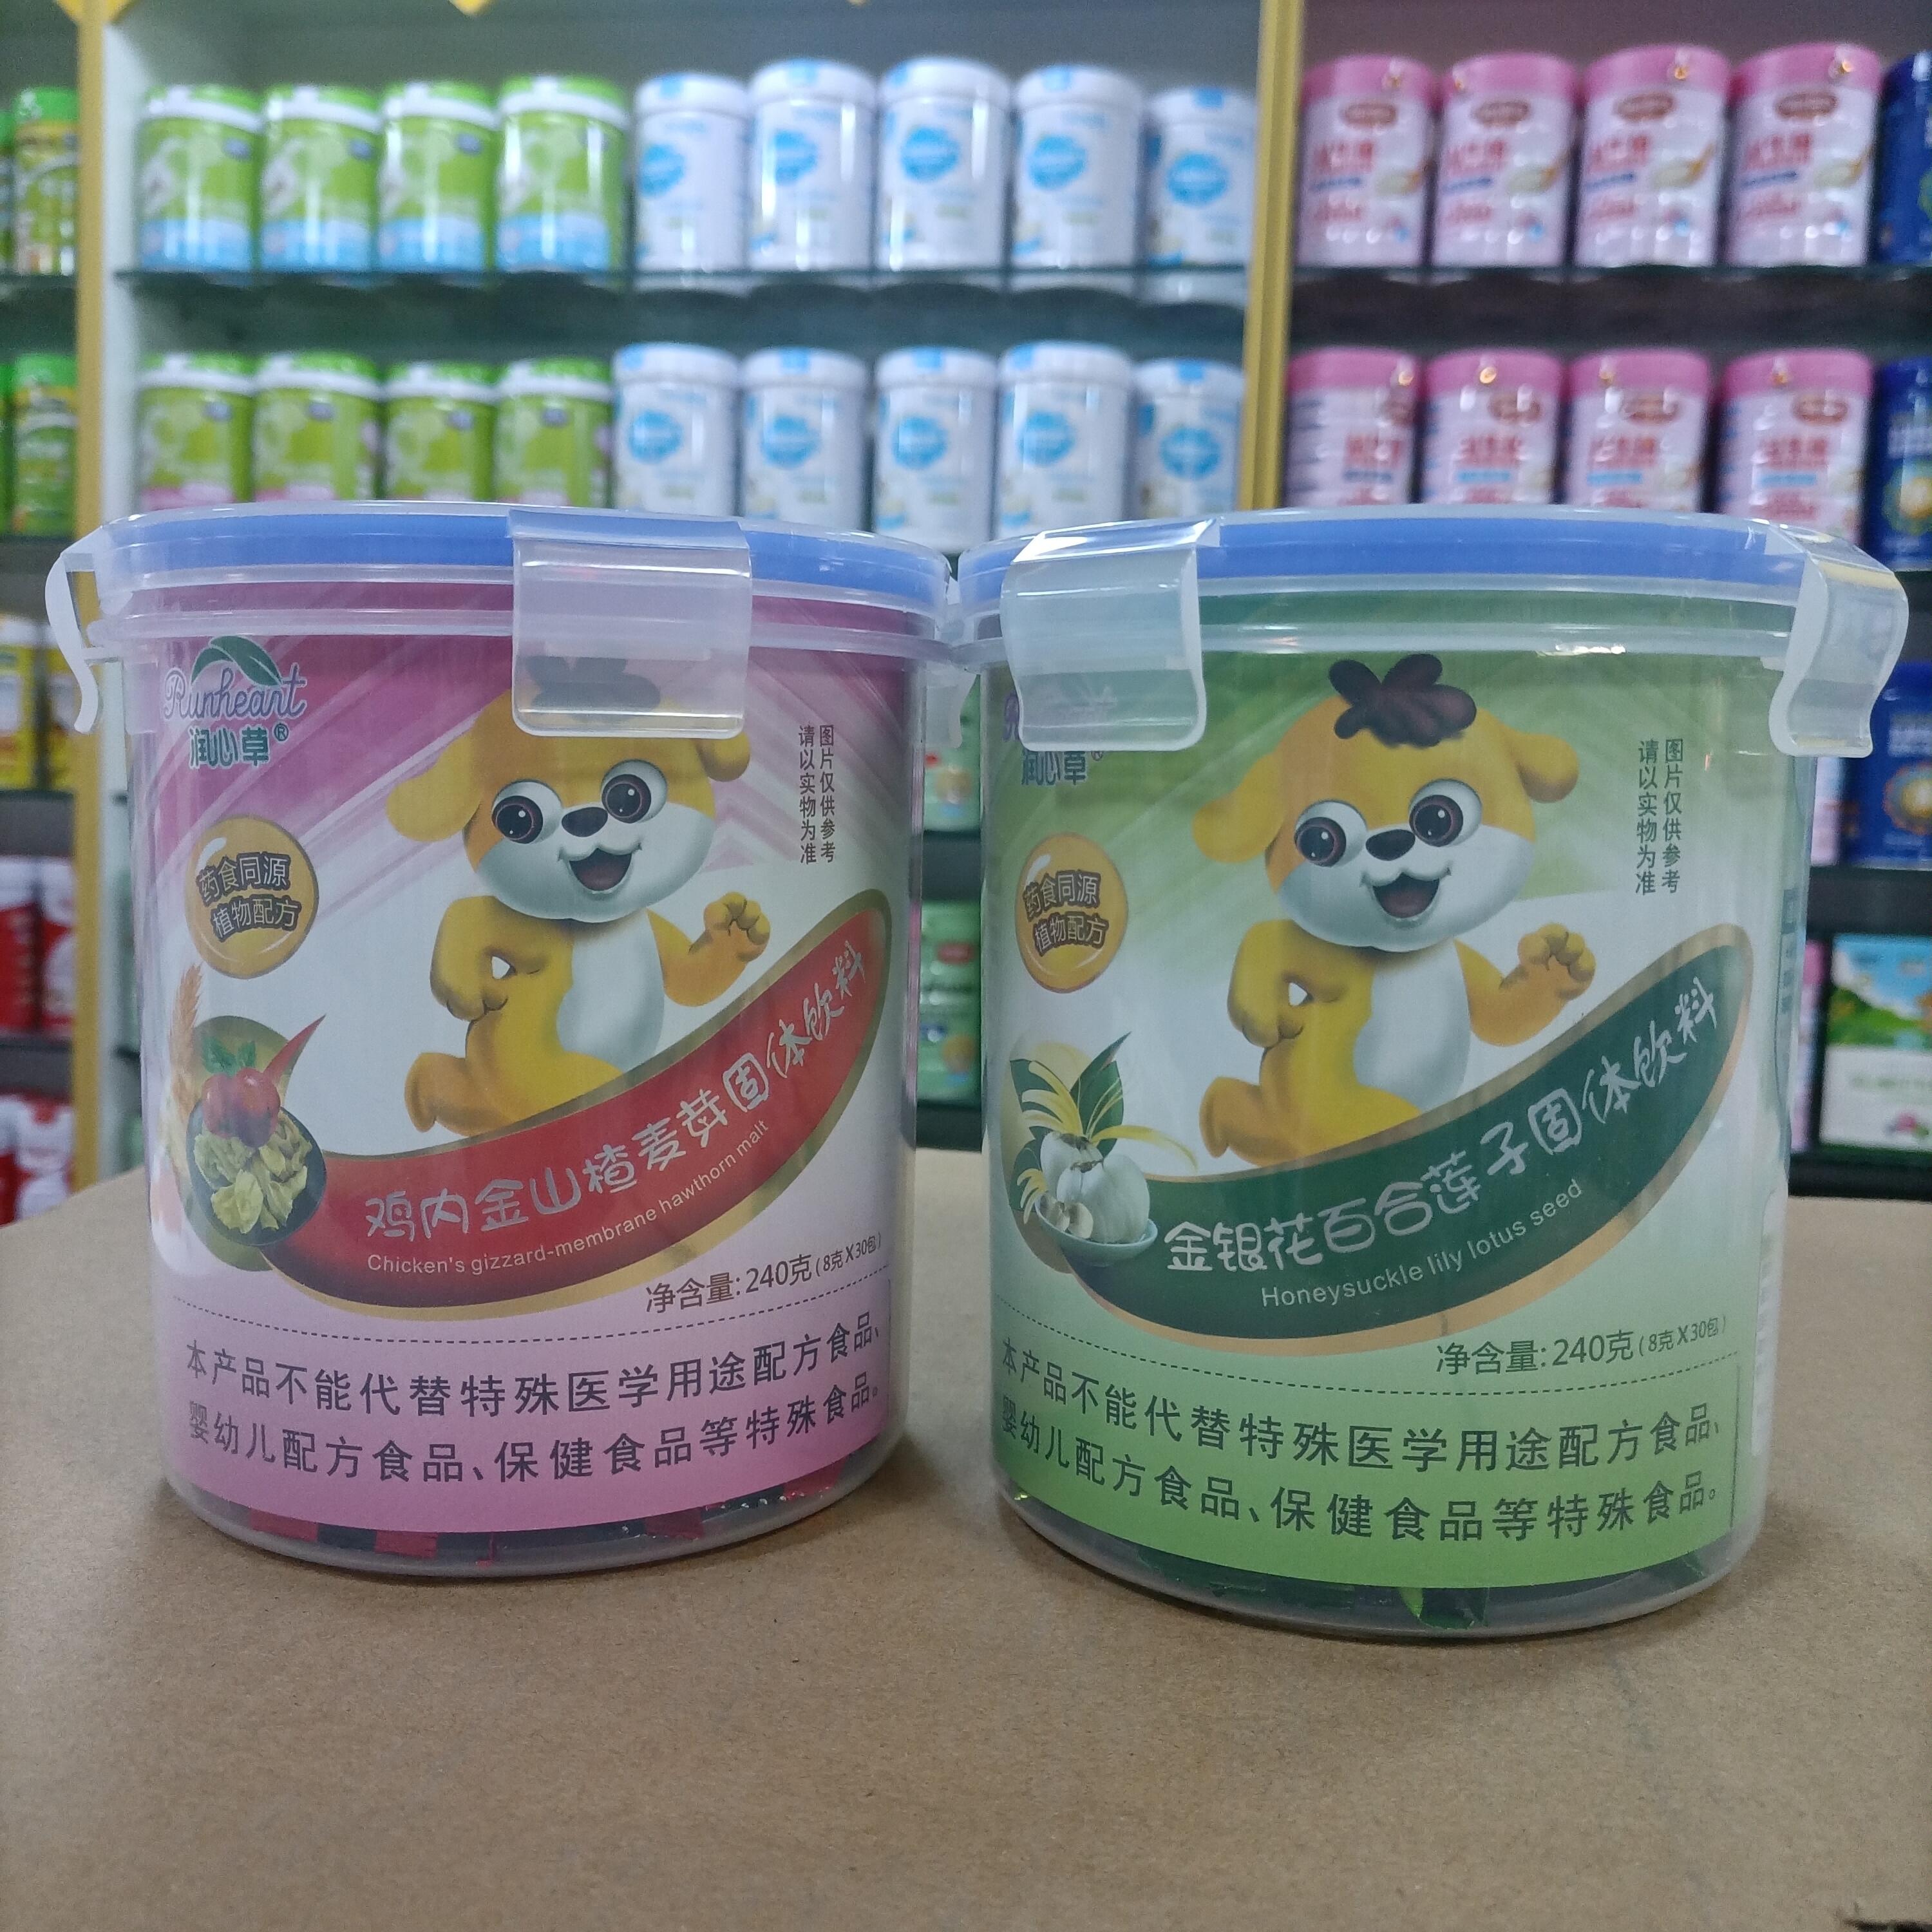 Runheart
润心草®
图片仅供参考
请以实物为准
药食同源
植物配方
鸡内金山楂麦芽固体饮料
Chicken's gizzard-membrane hawthorn malt
净含量: 240克(8克X30包)
本产品不能代替特殊医学用途配方食品、
婴幼儿配方食品、保健食品等特殊食品。
润心草®
图片仅供参考
请以实物为准
药食同源
植物配方
金银花百合莲子固体饮料
Honeysuckle lily lotus seed
净含量: 240克(8克X30包)
本产品不能代替特殊医学用途配方食品、
婴幼儿配方食品、保健食品等特殊食品。